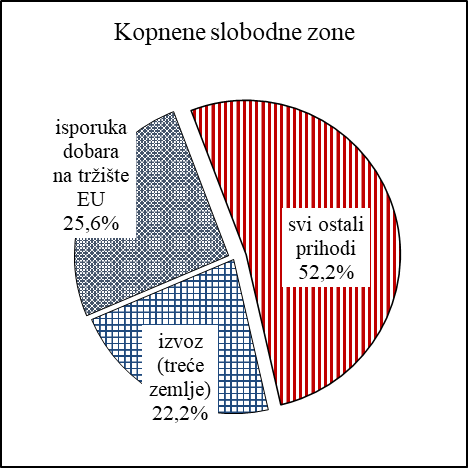 Kopnene slobodne zone
isporuka
dobara
na tržište
EU
25,6%
svi ostali
prihodi
52,2%
izvoz
(treće
zemlje)
22,2%